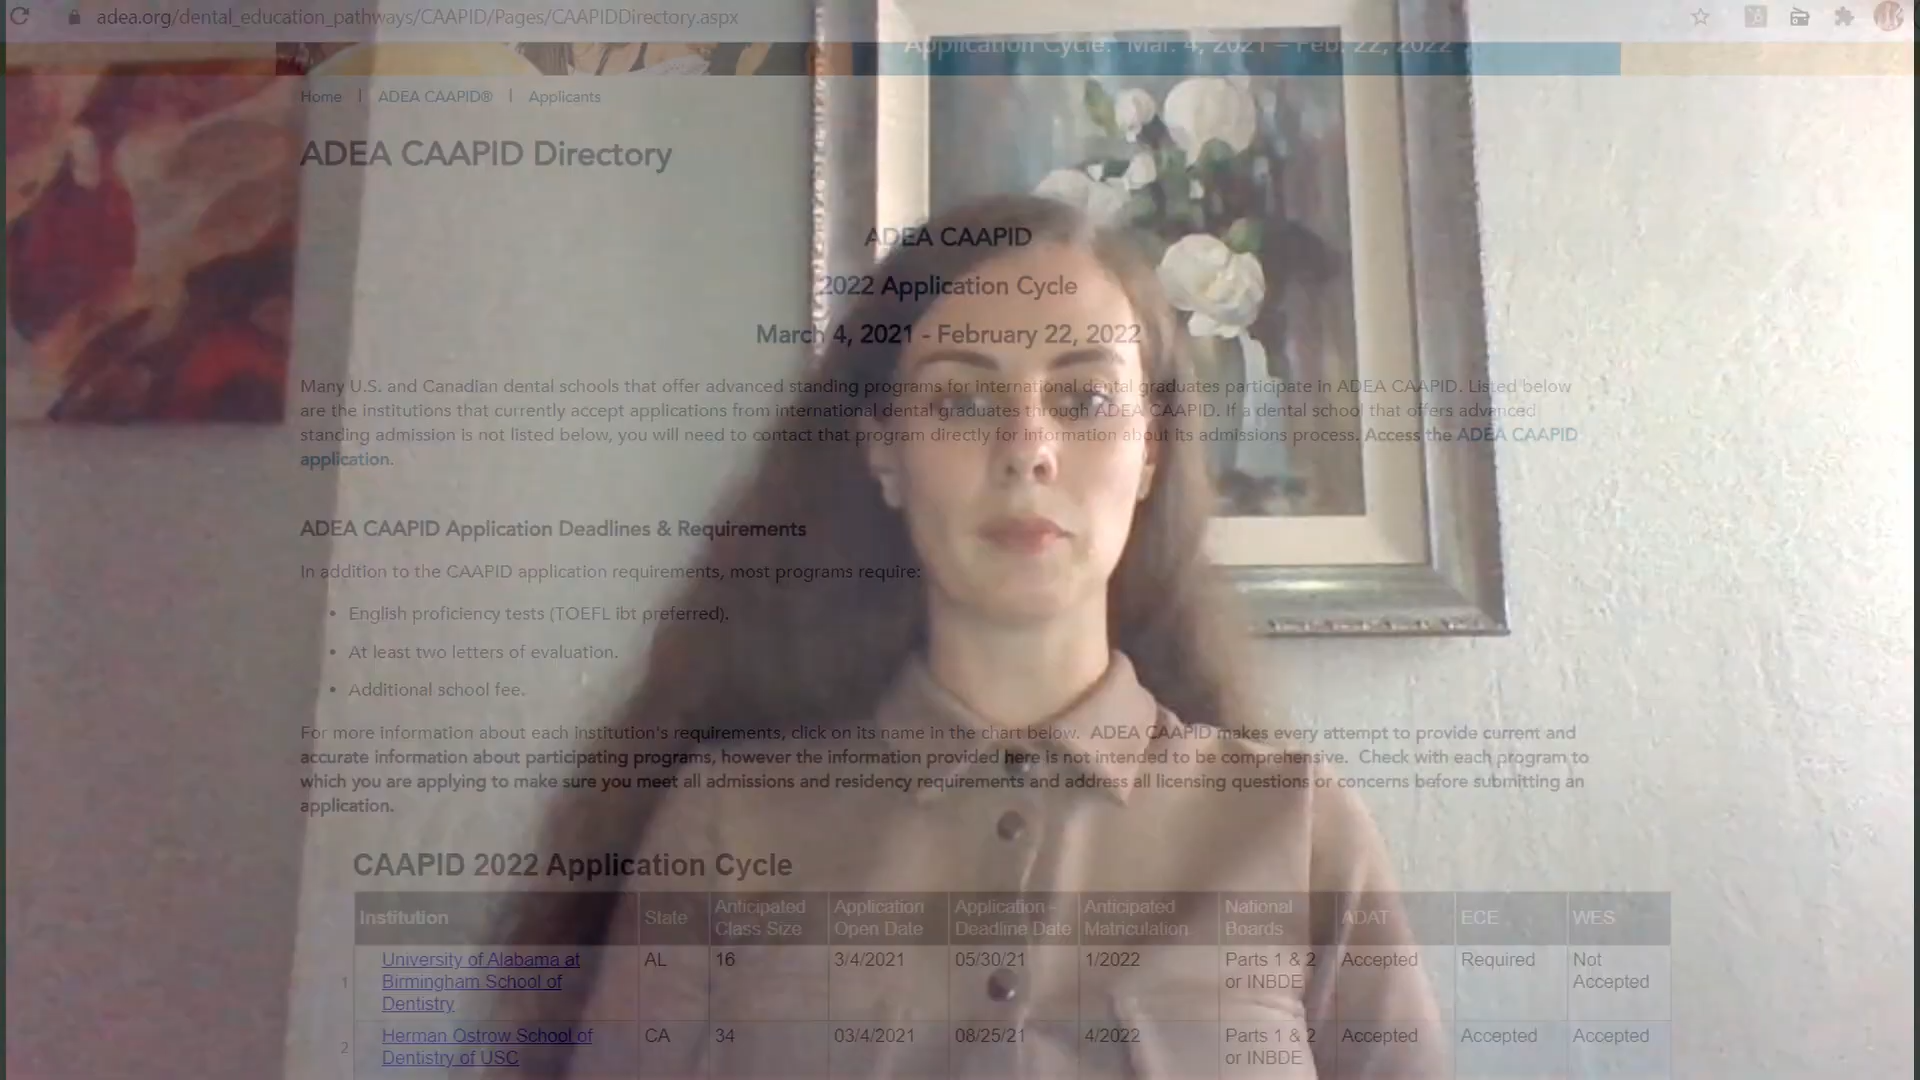 adea.org/dental_education_pathways/CAAPID/Pages/CAAPIDDirectory.aspx
Application Cycle: Mar. 4, 2021 – Feb. 22, 2022
Home | ADEA CAAPID® | Applicants
ADEA CAAPID Directory
ADEA CAAPID
2022 Application Cycle
March 4, 2021 - February 22, 2022
Many U.S. and Canadian dental schools that offer advanced standing programs for international dental graduates participate in ADEA CAAPID. Listed below
are the institutions that currently accept applications from international dental graduates through ADEA CAAPID. If a dental school that offers advanced
standing admission is not listed below, you will need to contact that program directly for information about its admissions process. Access the ADEA CAAPID
application.
ADEA CAAPID Application Deadlines & Requirements
In addition to the CAAPID application requirements, most programs require:
• English proficiency tests (TOEFL ibt preferred).
• At least two letters of evaluation.
• Additional school fee.
For more information about each institution's requirements, click on its name in the chart below. ADEA CAAPID makes every attempt to provide current and
accurate information about participating programs, however the information provided here is not intended to be comprehensive. Check with each program to
which you are applying to make sure you meet all admissions and residency requirements and address all licensing questions or concerns before submitting an
application.
CAAPID 2022 Application Cycle
Institution State Anticipated Class Size Application Open Date Application - Deadline Date Anticipated Matriculation National Boards ADAT ECE WES
1 University of Alabama at Birmingham School of Dentistry AL 16 3/4/2021 05/30/21 1/2022 Parts 1 & 2 or INBDE Accepted Required Not Accepted
2 Herman Ostrow School of Dentistry of USC CA 34 03/4/2021 08/25/21 4/2022 Parts 1 & 2 or INBDE Accepted Accepted Accepted